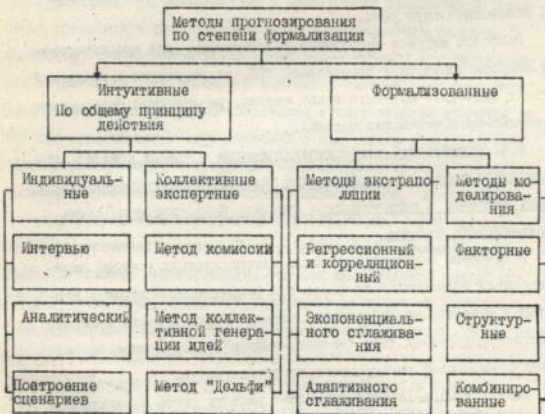 Методы прогнозирования
по степени формализации
Интуитивные
По общему принципу
действия
Формализованные
Индивидуаль-
ные
Коллективные
экспертные
Методы экстрапо-
ляции
Методы мо-
делирова-
ния
Интервью
Метод комиссии
Регрессионный
и корреляцион-
ный
Факторные
Аналитический
Метод коллек-
тивной генера-
ции идей
Экспоненциаль-
ного сглажива-
ния
Структур-
ные
Построение
сценариев
Метод "Дельфи"
Адаптивного
сглаживания
Комбиниро-
ванные